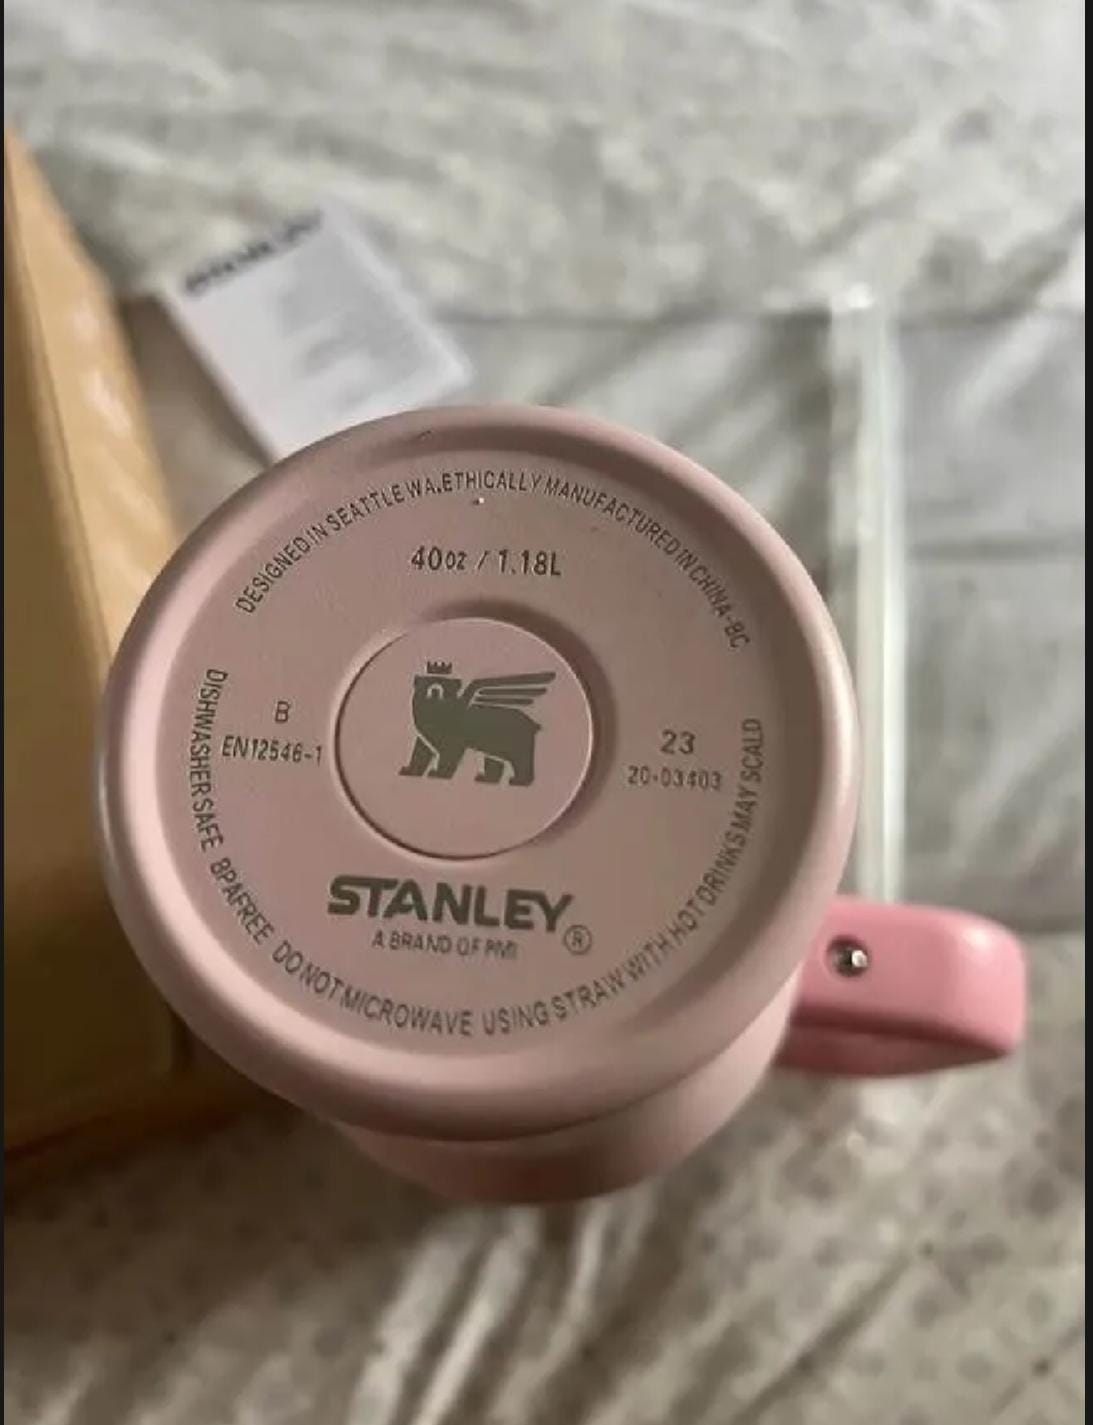 DESIGNED IN SEATTLE WA. ETHICALLY MANUFACTURED IN CHINA-BC
40oz / 1.18L
B
EN12546-1
23
20-03403
STANLEY®
A BRAND OF PMI
DISHWASHER SAFE BPA FREE DO NOT MICROWAVE USING STRAW WITH HOT DRINKS MAY SCALD